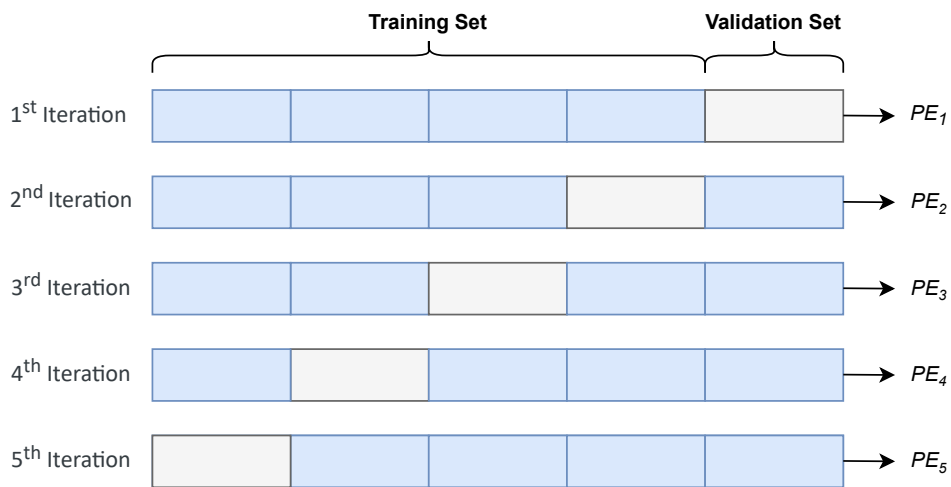 Training Set Validation Set
1st Iteration PE1
2nd Iteration PE2
3rd Iteration PE3
4th Iteration PE4
5th Iteration PE5